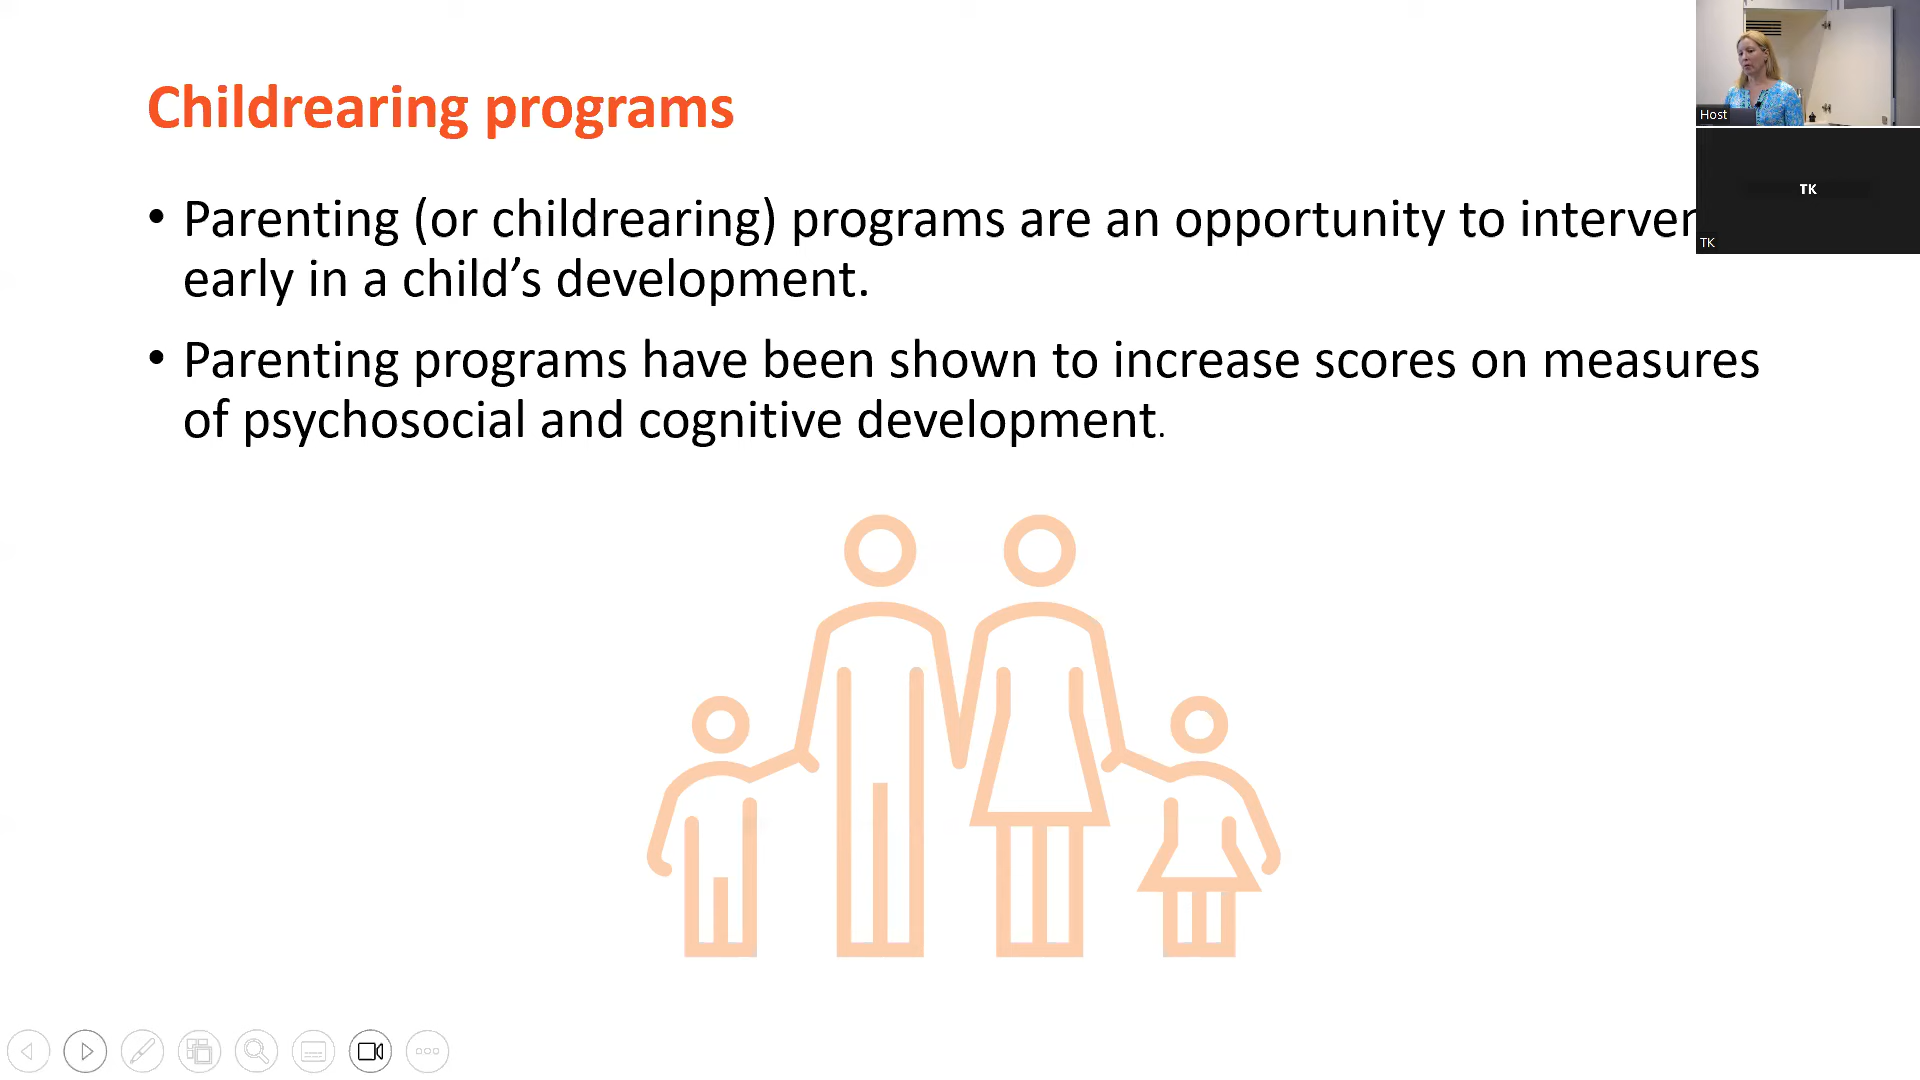 Childrearing programs
• Parenting (or childrearing) programs are an opportunity to
early in a child’s development.
• Parenting programs have been shown to increase scores on measures
of psychosocial and cognitive development.
Host
TK
TK